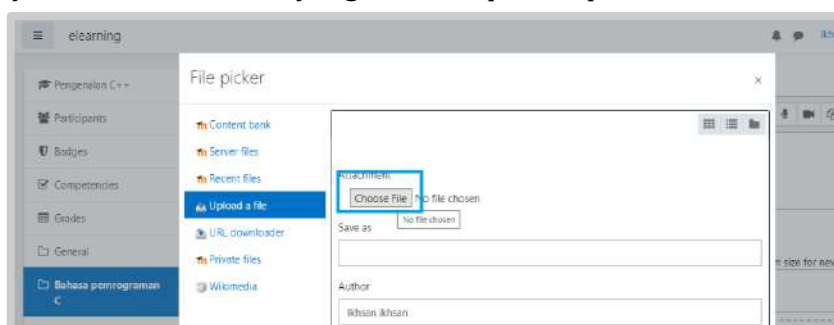 elearning
Pengenalan C++
Participants
Badges
Competencies
Grades
General
Bahasa pemrograman
C
File picker
×
Content bank
Server files
Recent files
Upload a file
URL downloader
Private files
Wikimedia
Attachment
Choose File No file chosen
No file chosen
Save as
Author
Ikhsan ikhsan
size for new